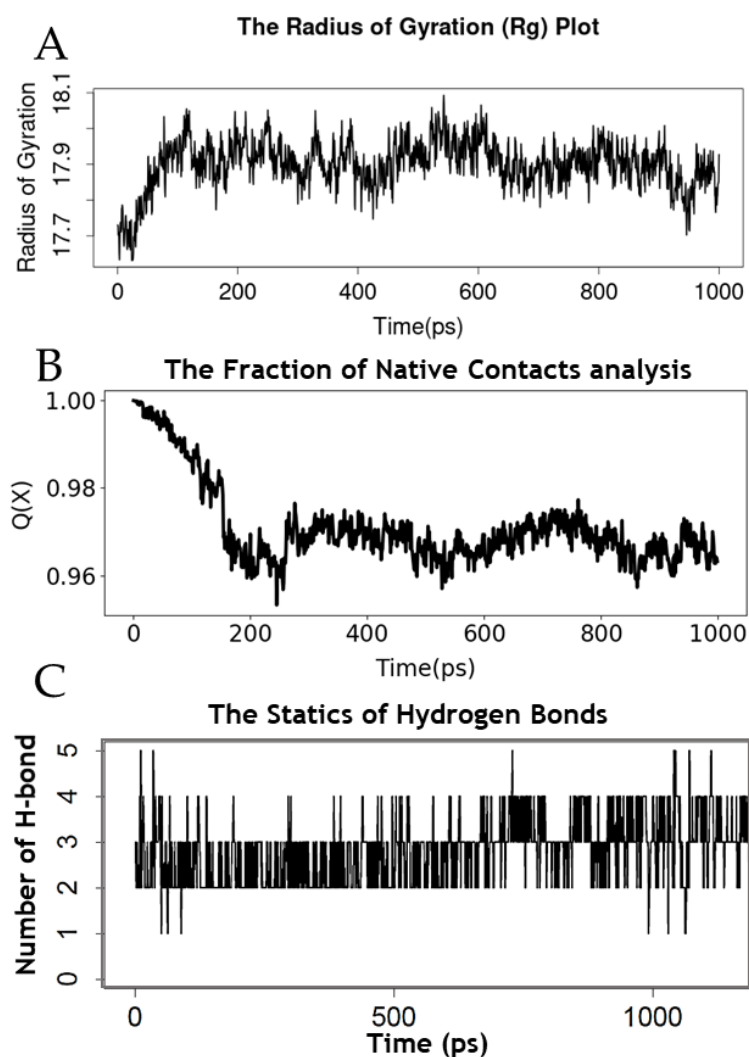 A
The Radius of Gyration (Rg) Plot
Radius of Gyration
18.1
17.9
17.7
0 200 400 600 800 1000
Time(ps)
B
The Fraction of Native Contacts analysis
Q(X)
1.00
0.98
0.96
0 200 400 600 800 1000
Time(ps)
C
The Statics of Hydrogen Bonds
Number of H-bond
5
4
3
2
1
0
0 500 1000
Time (ps)